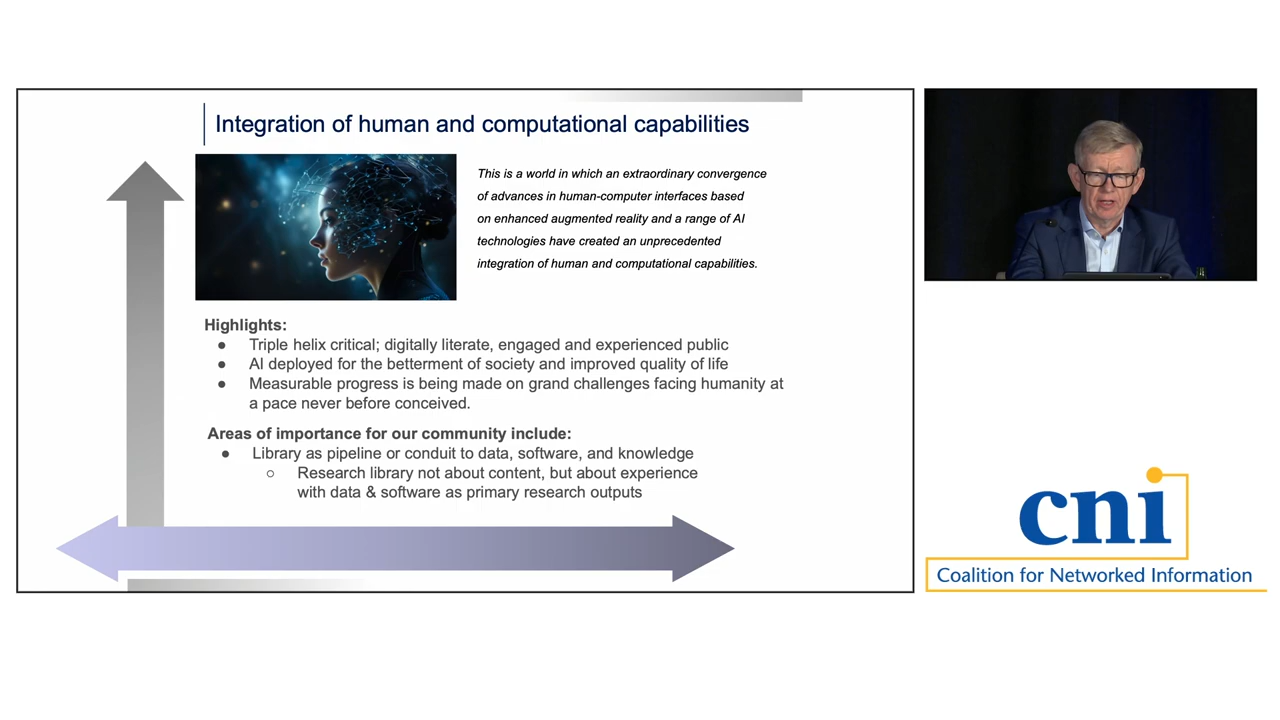 Integration of human and computational capabilities
This is a world in which an extraordinary convergence
of advances in human-computer interfaces based
on enhanced augmented reality and a range of AI
technologies have created an unprecedented
integration of human and computational capabilities.
Highlights:
● Triple helix critical; digitally literate, engaged and experienced public
● AI deployed for the betterment of society and improved quality of life
● Measurable progress is being made on grand challenges facing humanity at
a pace never before conceived.
Areas of importance for our community include:
● Library as pipeline or conduit to data, software, and knowledge
○ Research library not about content, but about experience
with data & software as primary research outputs
cni
Coalition for Networked Information